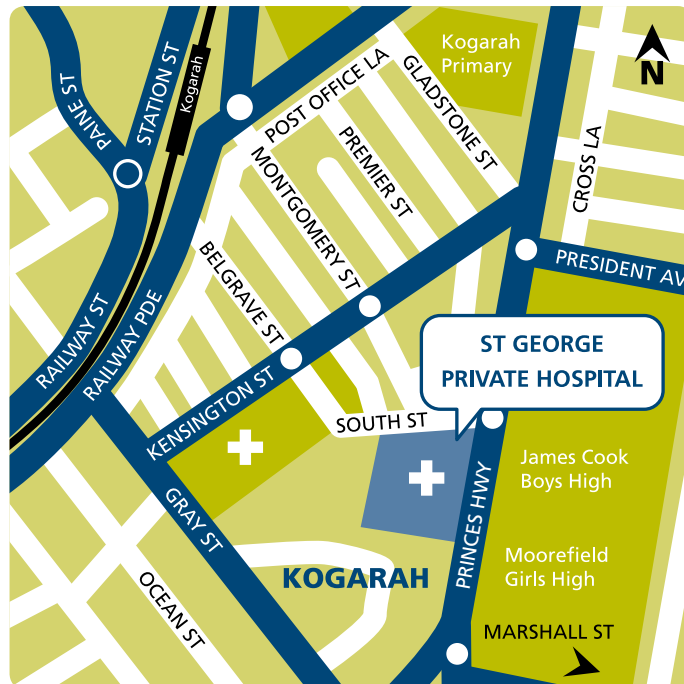 Kogarah
Primary
N
PAINE ST
STATION ST
Kogarah
POST OFFICE LA
GLADSTONE ST
PREMIER ST
MONTGOMERY ST
CROSS LA
BELGRAVE ST
PRESIDENT AV
RAILWAY ST
RAILWAY PDE
ST GEORGE
PRIVATE HOSPITAL
KENSINGTON ST
SOUTH ST
James Cook
Boys High
GRAY ST
PRINCES HWY
Moorefield
Girls High
KOGARAH
OCEAN ST
MARSHALL ST